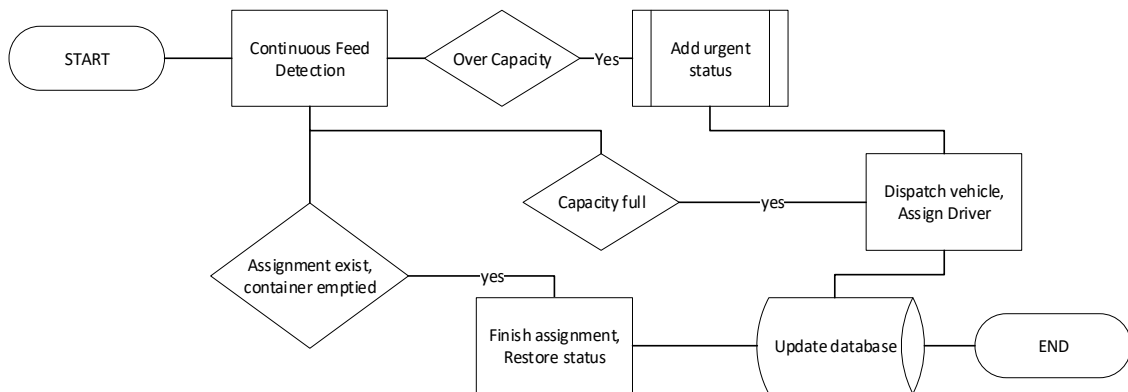 START
Continuous Feed
Detection
Over Capacity
Yes
Add urgent
status
Capacity full
yes
Dispatch vehicle,
Assign Driver
Assignment exist,
container emptied
yes
Finish assignment,
Restore status
Update database
END